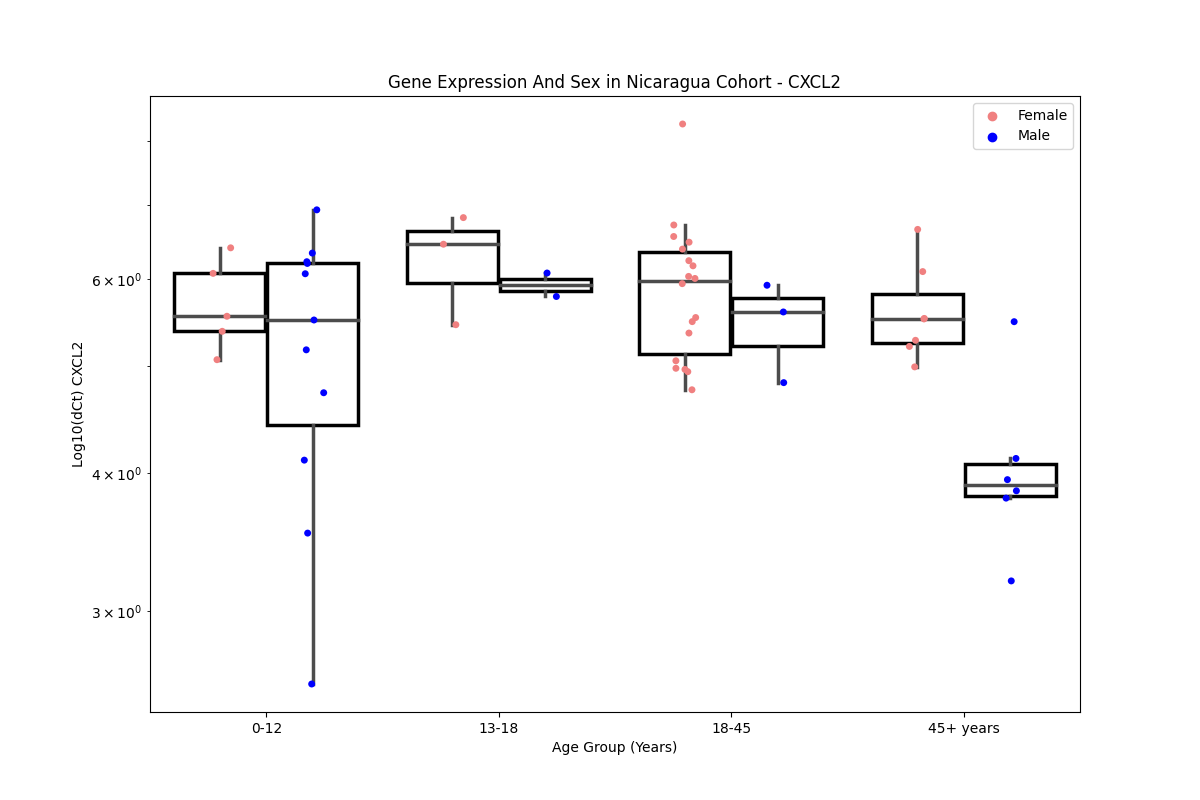 Gene Expression And Sex in Nicaragua Cohort - CXCL2
Female
Male
Log10(dCt) CXCL2
6 × 10⁰
4 × 10⁰
3 × 10⁰
0-12
13-18
18-45
45+ years
Age Group (Years)